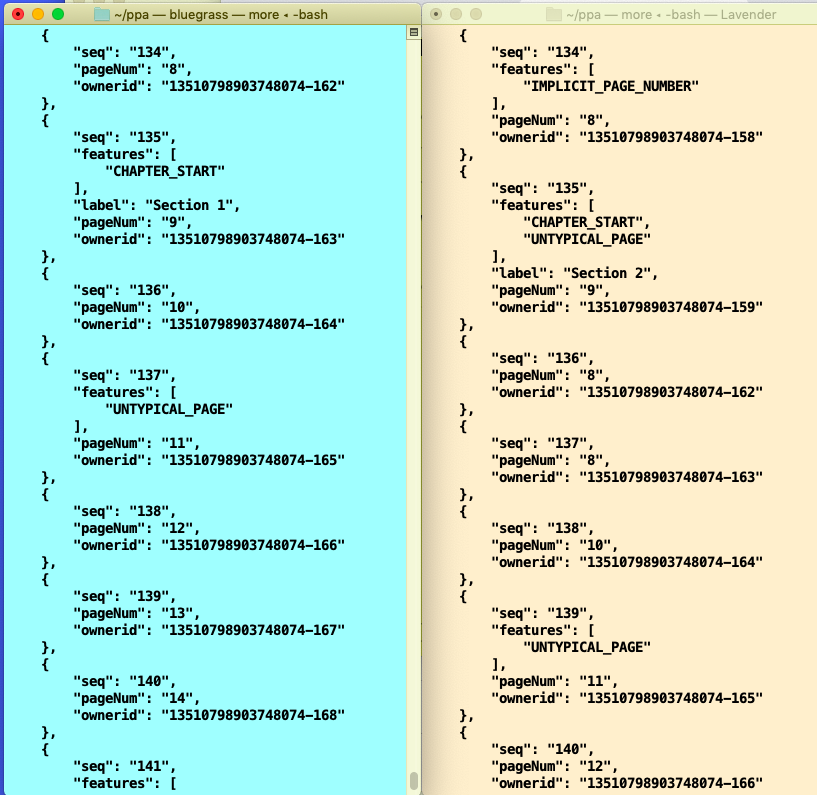 ~/ppa — bluegrass — more ◂ -bash
{
"seq": "134",
"pageNum": "8",
"ownerid": "13510798903748074-162"
},
{
"seq": "135",
"features": [
"CHAPTER_START"
],
"label": "Section 1",
"pageNum": "9",
"ownerid": "13510798903748074-163"
},
{
"seq": "136",
"pageNum": "10",
"ownerid": "13510798903748074-164"
},
{
"seq": "137",
"features": [
"UNTYPICAL_PAGE"
],
"pageNum": "11",
"ownerid": "13510798903748074-165"
},
{
"seq": "138",
"pageNum": "12",
"ownerid": "13510798903748074-166"
},
{
"seq": "139",
"pageNum": "13",
"ownerid": "13510798903748074-167"
},
{
"seq": "140",
"pageNum": "14",
"ownerid": "13510798903748074-168"
},
{
"seq": "141",
"features": [
~/ppa — more ◂ -bash — Lavender
{
"seq": "134",
"features": [
"IMPLICIT_PAGE_NUMBER"
],
"pageNum": "8",
"ownerid": "13510798903748074-158"
},
{
"seq": "135",
"features": [
"CHAPTER_START",
"UNTYPICAL_PAGE"
],
"label": "Section 2",
"pageNum": "9",
"ownerid": "13510798903748074-159"
},
{
"seq": "136",
"pageNum": "8",
"ownerid": "13510798903748074-162"
},
{
"seq": "137",
"pageNum": "8",
"ownerid": "13510798903748074-163"
},
{
"seq": "138",
"pageNum": "10",
"ownerid": "13510798903748074-164"
},
{
"seq": "139",
"features": [
"UNTYPICAL_PAGE"
],
"pageNum": "11",
"ownerid": "13510798903748074-165"
},
{
"seq": "140",
"pageNum": "12",
"ownerid": "13510798903748074-166"